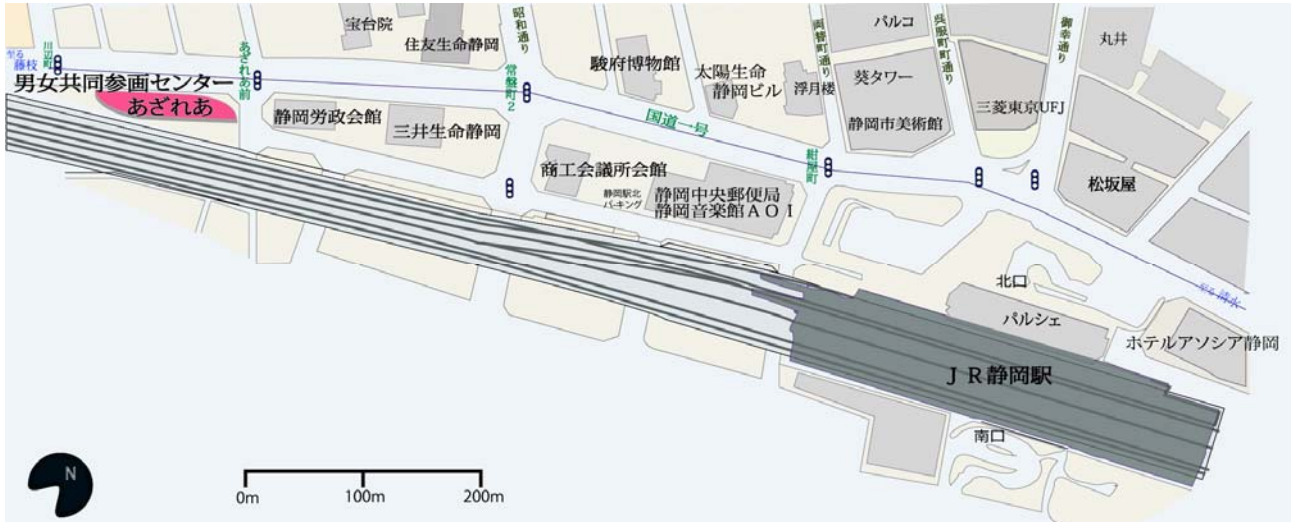 宝台院
住友生命静岡
昭和通り
両替町通り
パルコ
呉服町通り
御幸通り
丸井
至る
藤枝
川辺町
あざれあ前
常盤町2
駿府博物館
太陽生命
静岡ビル
浮月楼
葵タワー
三菱東京UFJ
男女共同参画センター
あざれあ
静岡労政会館
三井生命静岡
国道一号
静岡市美術館
紺屋町
松坂屋
商工会議所会館
静岡駅北
パーキング
静岡中央郵便局
静岡音楽館ＡＯＩ
北口
至る 清水
パルシェ
ホテルアソシア静岡
ＪＲ静岡駅
南口
N
0m
100m
200m